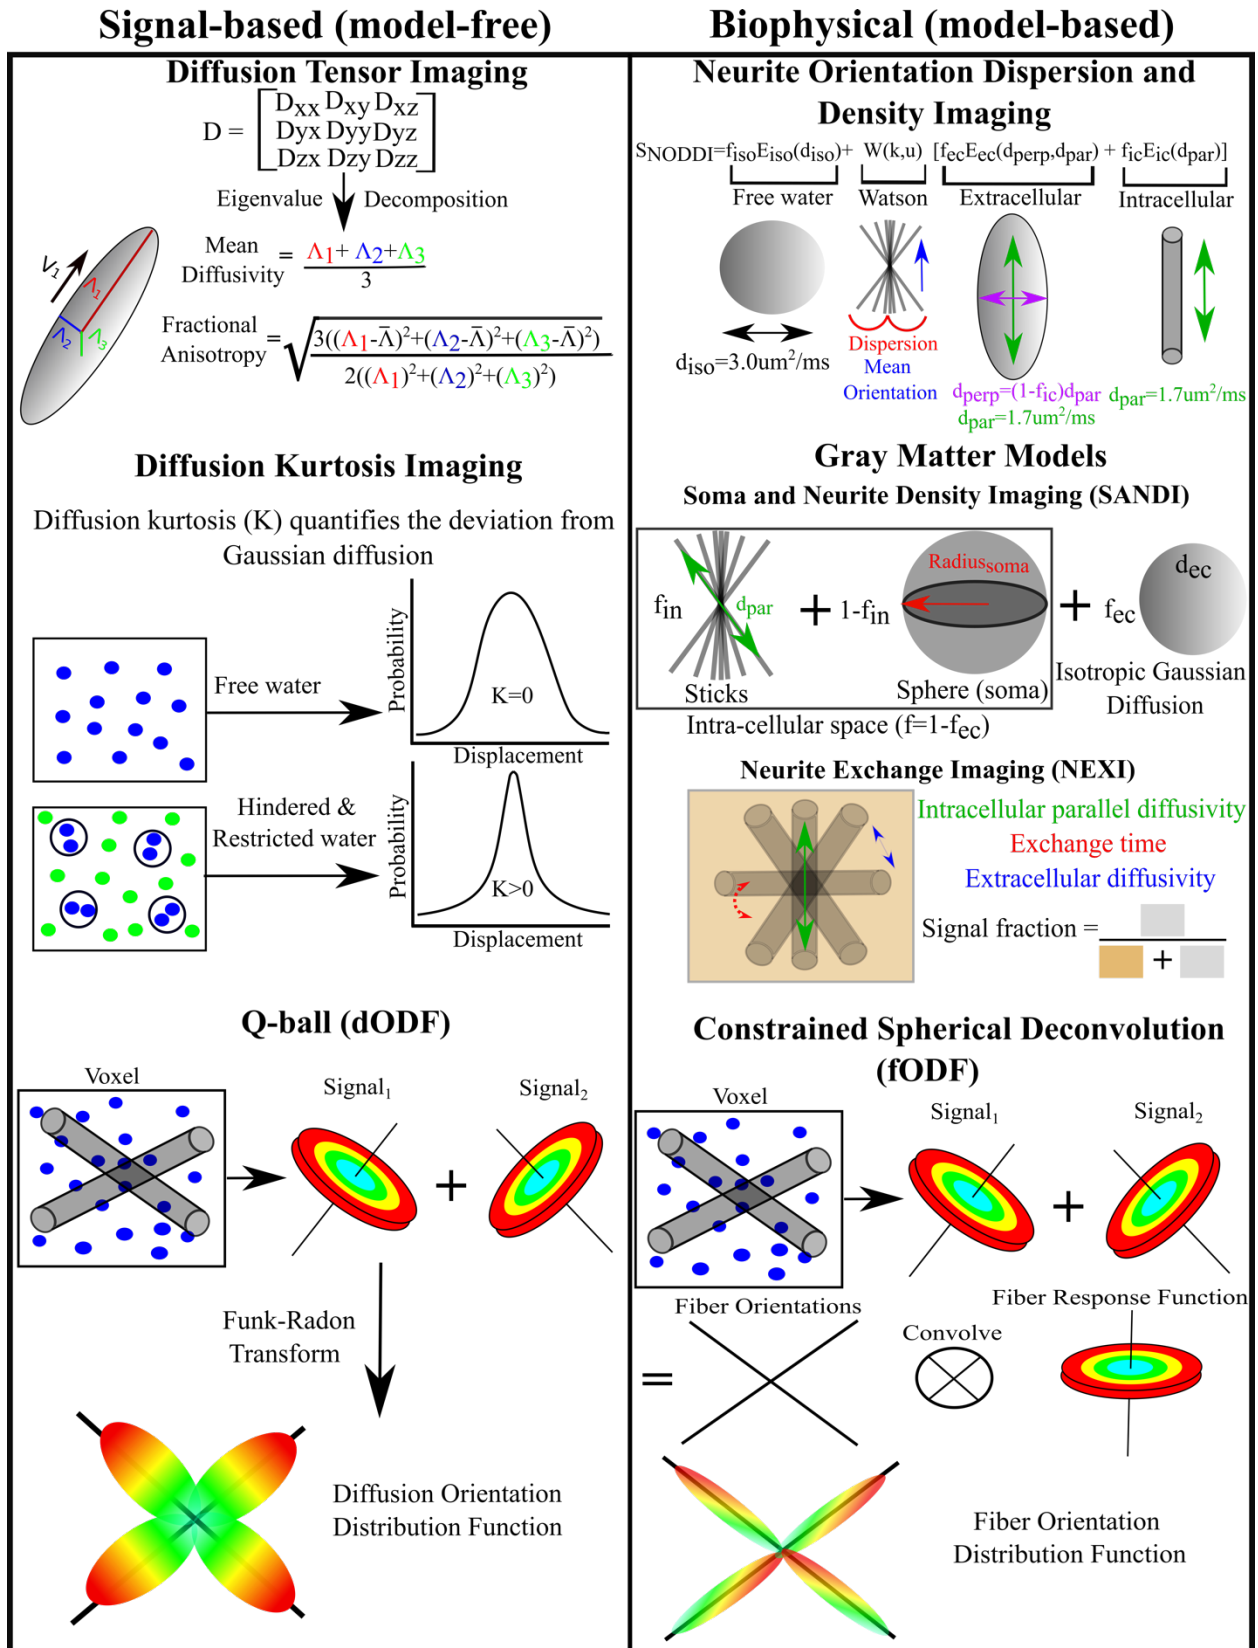 Signal-based (model-free)
Diffusion Tensor Imaging
D =
Dxx Dxy Dxz
Dyx Dyy Dyz
Dzx Dzy Dzz
Eigenvalue Decomposition
V1
Λ1
Λ2
Λ3
Mean Diffusivity = Λ1+ Λ2+Λ3
3
Fractional Anisotropy = √ 3((Λ1-Λ̄)²+(Λ2-Λ̄)²+(Λ3-Λ̄)²)
2((Λ1)²+(Λ2)²+(Λ3)²)
Diffusion Kurtosis Imaging
Diffusion kurtosis (K) quantifies the deviation from
Gaussian diffusion
Free water
Probability
K=0
Displacement
Hindered &
Restricted water
Probability
K>0
Displacement
Q-ball (dODF)
Voxel
Signal1
Signal2
+
Funk-Radon
Transform
Diffusion Orientation
Distribution Function
Biophysical (model-based)
Neurite Orientation Dispersion and
Density Imaging
SNODDI=fisoEiso(diso)+ W(k,u) [fecEec(dperp,dpar) + ficEic(dpar)]
Free water
Watson
Extracellular
Intracellular
diso=3.0um²/ms
Dispersion
Mean
Orientation
dperp=(1-fic)dpar
dpar=1.7um²/ms
dpar=1.7um²/ms
Gray Matter Models
Soma and Neurite Density Imaging (SANDI)
fin
dpar
+
1-fin
Radiussoma
+
fec
dec
Sticks
Sphere (soma)
Isotropic Gaussian
Diffusion
Intra-cellular space (f=1-fec)
Neurite Exchange Imaging (NEXI)
Intracellular parallel diffusivity
Exchange time
Extracellular diffusivity
Signal fraction =
+
Constrained Spherical Deconvolution
(fODF)
Voxel
Signal1
Signal2
+
=
Fiber Orientations
Convolve
Fiber Response Function
Fiber Orientation
Distribution Function